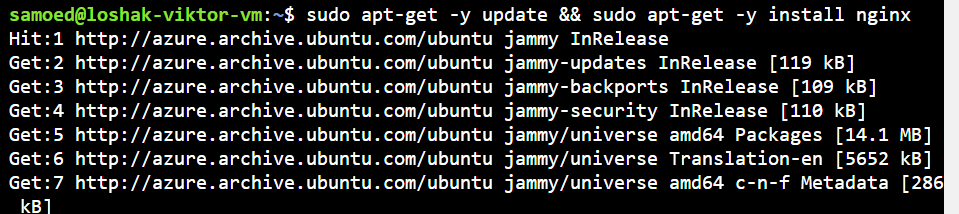 samoed@loshak-viktor-vm:~$ sudo apt-get -y update && sudo apt-get -y install nginx
Hit:1 http://azure.archive.ubuntu.com/ubuntu jammy InRelease
Get:2 http://azure.archive.ubuntu.com/ubuntu jammy-updates InRelease [119 kB]
Get:3 http://azure.archive.ubuntu.com/ubuntu jammy-backports InRelease [109 kB]
Get:4 http://azure.archive.ubuntu.com/ubuntu jammy-security InRelease [110 kB]
Get:5 http://azure.archive.ubuntu.com/ubuntu jammy/universe amd64 Packages [14.1 MB]
Get:6 http://azure.archive.ubuntu.com/ubuntu jammy/universe Translation-en [5652 kB]
Get:7 http://azure.archive.ubuntu.com/ubuntu jammy/universe amd64 c-n-f Metadata [286
 kB]